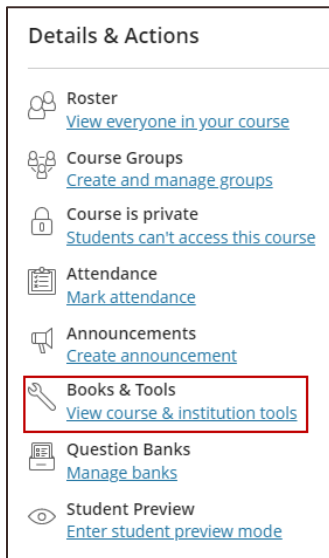 Details & Actions
Roster
View everyone in your course
Course Groups
Create and manage groups
Course is private
Students can't access this course
Attendance
Mark attendance
Announcements
Create announcement
Books & Tools
View course & institution tools
Question Banks
Manage banks
Student Preview
Enter student preview mode